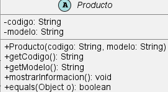 A Producto
-codigo: String
-modelo: String
+Producto(codigo: String, modelo: String)
+getCodigo(): String
+getModelo(): String
+mostrarInformacion(): void
+equals(Object o): boolean